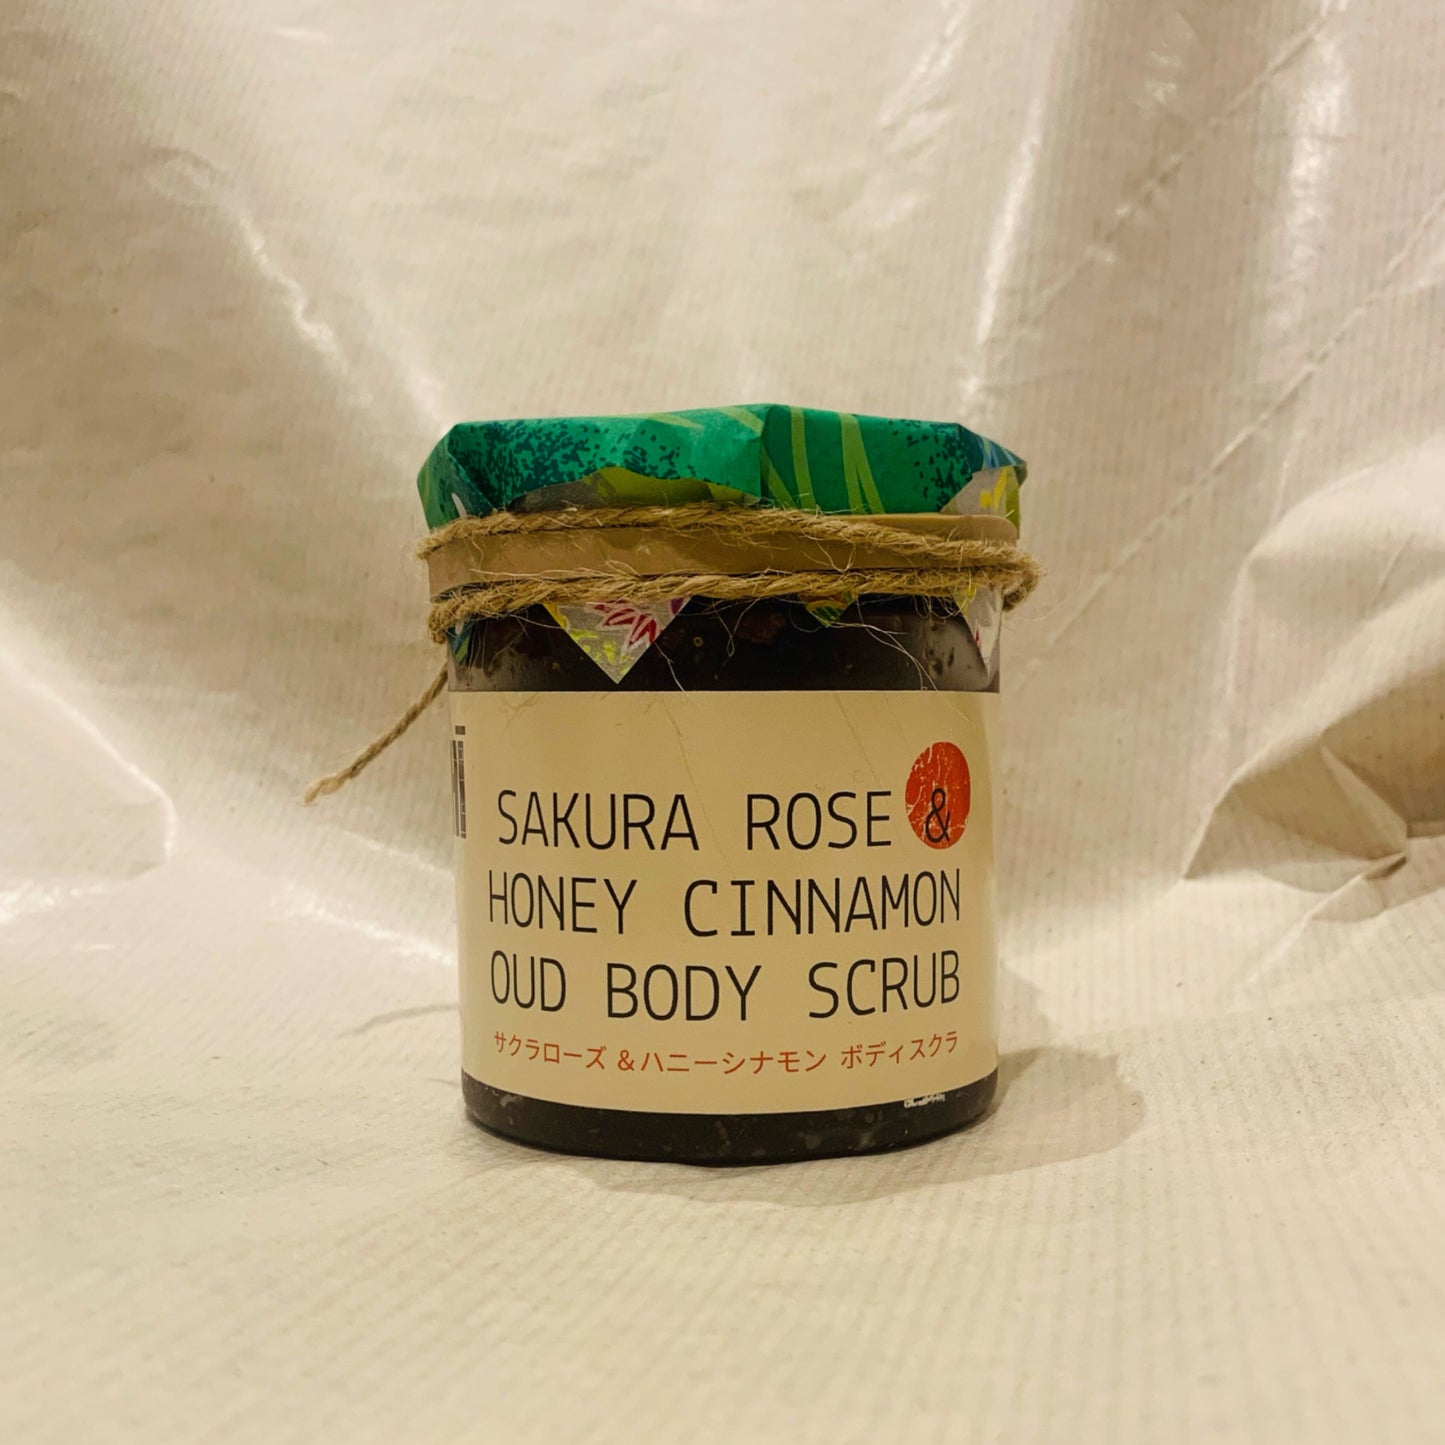 SAKURA ROSE &
HONEY CINNAMON
OUD BODY SCRUB
サクラローズ &ハニーシナモン ボディスクラ